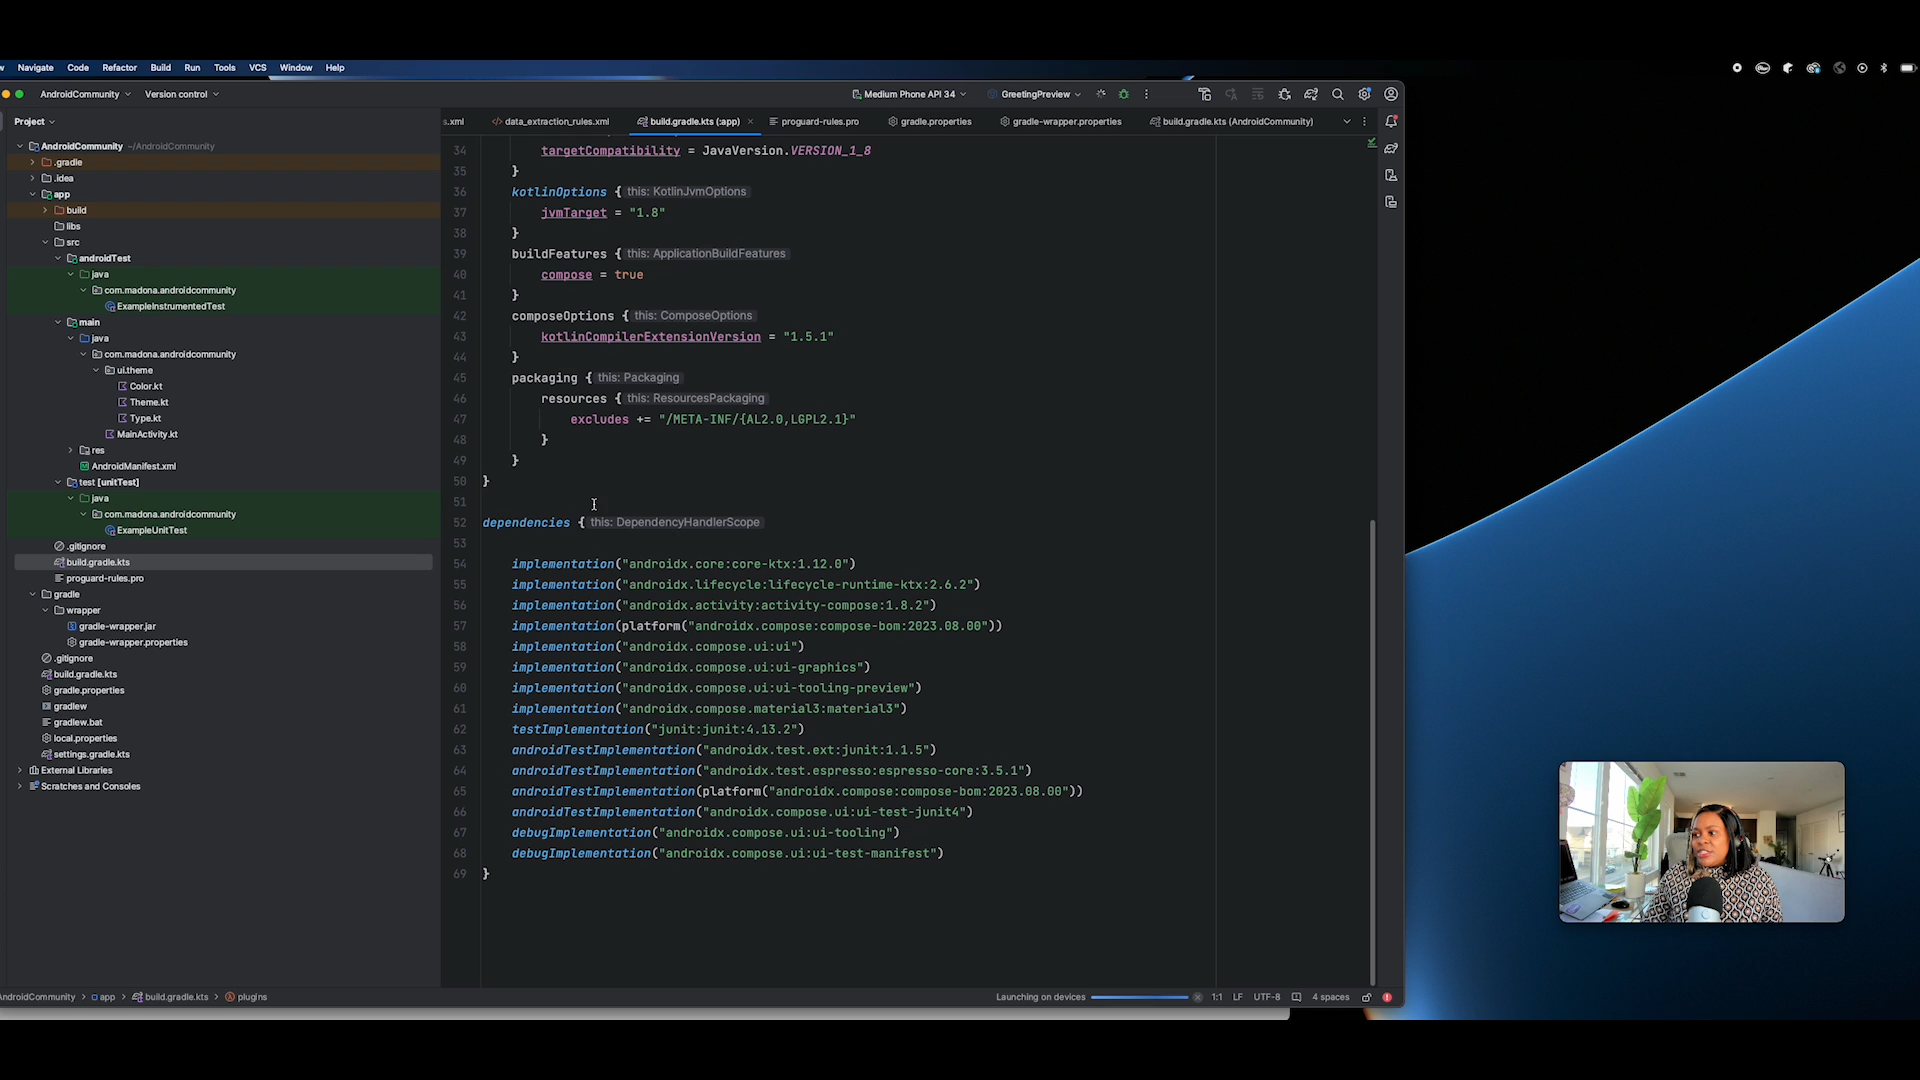 Navigate Code Refactor Build Run Tools VCS Window Help
AndroidCommunity Version control Medium Phone API 34 GreetingPreview
Project
s.xml data_extraction_rules.xml build.gradle.kts (:app) proguard-rules.pro gradle.properties gradle-wrapper.properties build.gradle.kts (AndroidCommunity)
AndroidCommunity ~/AndroidCommunity
.gradle
.idea
app
build
libs
src
androidTest
java
com.madona.androidcommunity
ExampleInstrumentedTest
main
java
com.madona.androidcommunity
ui.theme
Color.kt
Theme.kt
Type.kt
MainActivity.kt
res
AndroidManifest.xml
test [unitTest]
java
com.madona.androidcommunity
ExampleUnitTest
.gitignore
build.gradle.kts
proguard-rules.pro
gradle
wrapper
gradle-wrapper.jar
gradle-wrapper.properties
.gitignore
build.gradle.kts
gradle.properties
gradlew
gradlew.bat
local.properties
settings.gradle.kts
External Libraries
Scratches and Consoles
34 targetCompatibility = JavaVersion.VERSION_1_8
35 }
36 kotlinOptions { this: KotlinJvmOptions
37 jvmTarget = "1.8"
38 }
39 buildFeatures { this: ApplicationBuildFeatures
40 compose = true
41 }
42 composeOptions { this: ComposeOptions
43 kotlinCompilerExtensionVersion = "1.5.1"
44 }
45 packaging { this: Packaging
46 resources { this: ResourcesPackaging
47 excludes += "/META-INF/{AL2.0,LGPL2.1}"
48 }
49 }
50 }
51
52 dependencies { this: DependencyHandlerScope
53
54 implementation("androidx.core:core-ktx:1.12.0")
55 implementation("androidx.lifecycle:lifecycle-runtime-ktx:2.6.2")
56 implementation("androidx.activity:activity-compose:1.8.2")
57 implementation(platform("androidx.compose:compose-bom:2023.08.00"))
58 implementation("androidx.compose.ui:ui")
59 implementation("androidx.compose.ui:ui-graphics")
60 implementation("androidx.compose.ui:ui-tooling-preview")
61 implementation("androidx.compose.material3:material3")
62 testImplementation("junit:junit:4.13.2")
63 androidTestImplementation("androidx.test.ext:junit:1.1.5")
64 androidTestImplementation("androidx.test.espresso:espresso-core:3.5.1")
65 androidTestImplementation(platform("androidx.compose:compose-bom:2023.08.00"))
66 androidTestImplementation("androidx.compose.ui:ui-test-junit4")
67 debugImplementation("androidx.compose.ui:ui-tooling")
68 debugImplementation("androidx.compose.ui:ui-test-manifest")
69 }
AndroidCommunity > app > build.gradle.kts > plugins Launching on devices 1:1 LF UTF-8 4 spaces